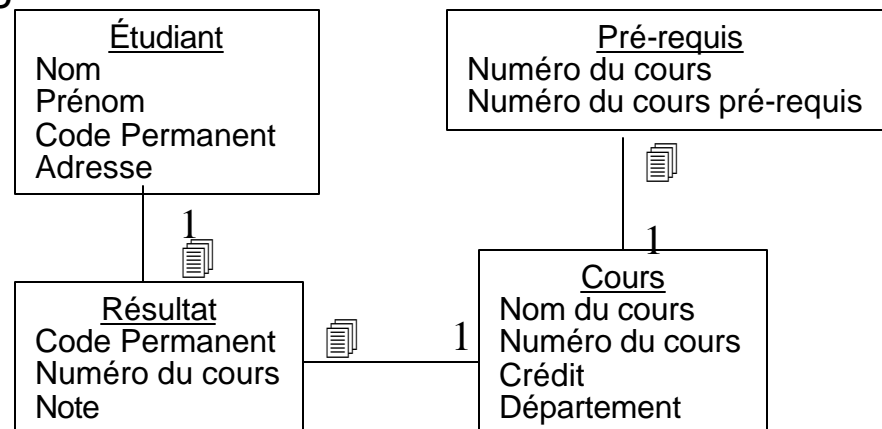 Étudiant
Nom
Prénom
Code Permanent
Adresse
Pré-requis
Numéro du cours
Numéro du cours pré-requis
1
1
Résultat
Code Permanent
Numéro du cours
Note
1
Cours
Nom du cours
Numéro du cours
Crédit
Département